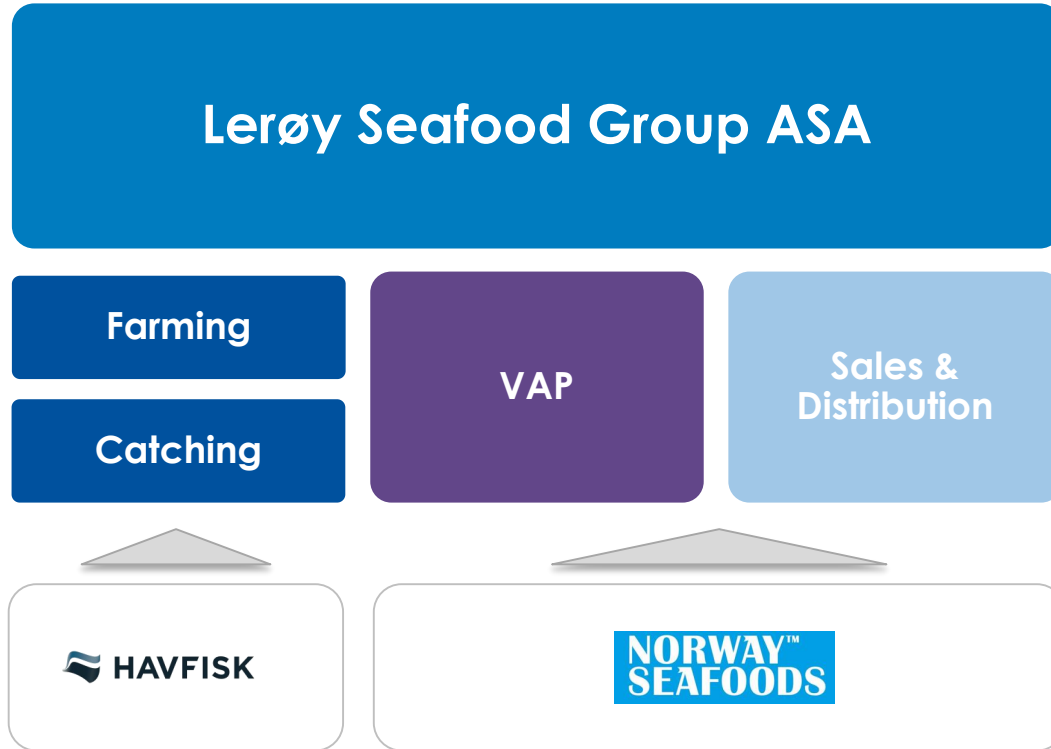 Lerøy Seafood Group ASA
Farming
Catching
VAP
Sales &
Distribution
HAVFISK
NORWAY™
SEAFOODS